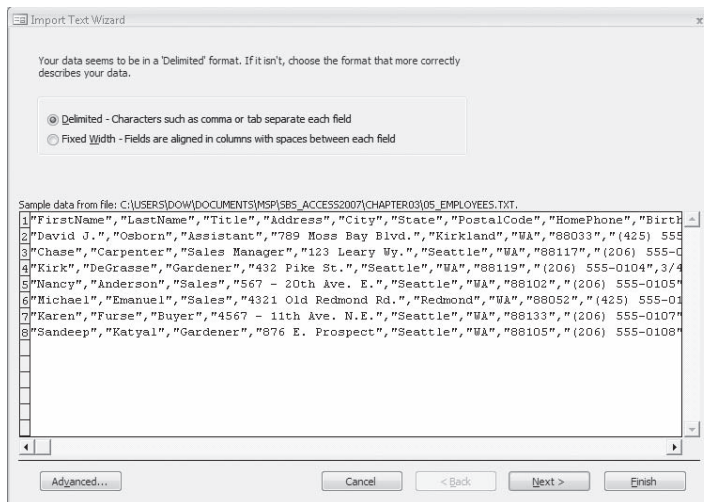 Import Text Wizard
Your data seems to be in a 'Delimited' format. If it isn't, choose the format that more correctly
describes your data.
Delimited - Characters such as comma or tab separate each field
Fixed Width - Fields are aligned in columns with spaces between each field
Sample data from file: C:\USERS\DOW\DOCUMENTS\MSP\SBS_ACCESS2007\CHAPTER03\05_EMPLOYEES.TXT.
1 "FirstName","LastName","Title","Address","City","State","PostalCode","HomePhone","Birth
2 "David J.","Osborn","Assistant","789 Moss Bay Blvd.","Kirkland","WA","88033","(425) 555
3 "Chase","Carpenter","Sales Manager","123 Leary Wy.","Seattle","WA","88117","(206) 555-0
4 "Kirk","DeGrasse","Gardener","432 Pike St.","Seattle","WA","88119","(206) 555-0104",3/4
5 "Nancy","Anderson","Sales","567 - 20th Ave. E.","Seattle","WA","88102","(206) 555-0105"
6 "Michael","Emanuel","Sales","4321 Old Redmond Rd.","Redmond","WA","88052","(425) 555-01
7 "Karen","Furse","Buyer","4567 - 11th Ave. N.E.","Seattle","WA","88133","(206) 555-0107"
8 "Sandeep","Katyal","Gardener","876 E. Prospect","Seattle","WA","88105","(206) 555-0108"
Advanced... Cancel < Back Next > Finish